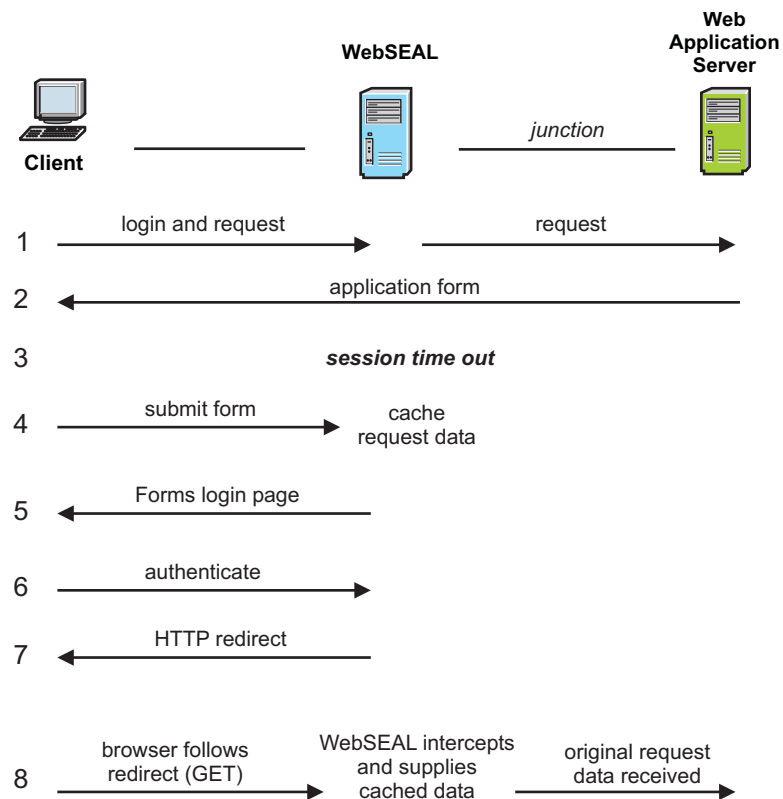 Web
Application
Server
WebSEAL
junction
Client
1 login and request request
2 application form
3 session time out
4 submit form cache
request data
5 Forms login page
6 authenticate
7 HTTP redirect
8 browser follows
redirect (GET)
WebSEAL intercepts
and supplies
cached data
original request
data received